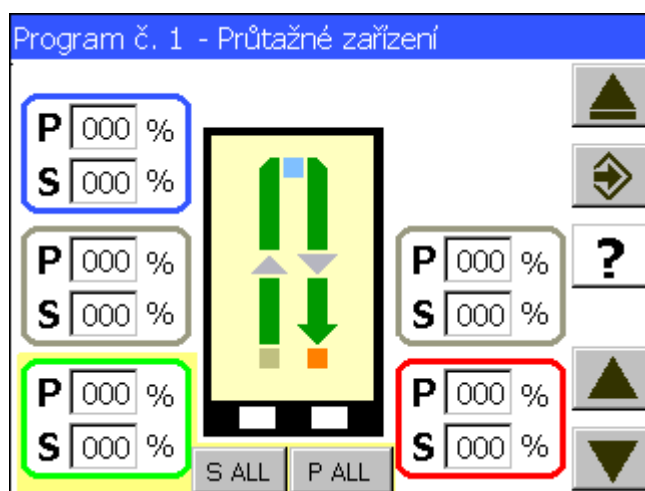 Program č. 1 - Průtažné zařízení
P 000 %
S 000 %
P 000 %
S 000 %
P 000 %
S 000 %
?
P 000 %
S 000 %
P 000 %
S 000 %
S ALL
P ALL